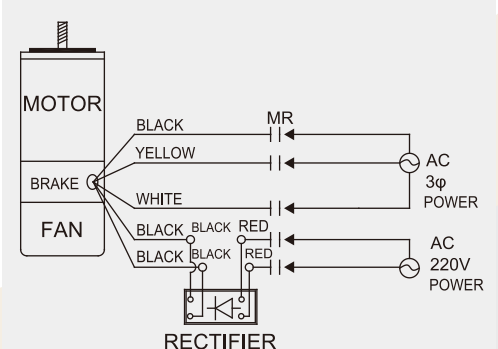 MOTOR
BRAKE
FAN
BLACK
YELLOW
WHITE
BLACK
BLACK
BLACK
BLACK
RED
RED
MR
AC
3φ
POWER
AC
220V
POWER
RECTIFIER